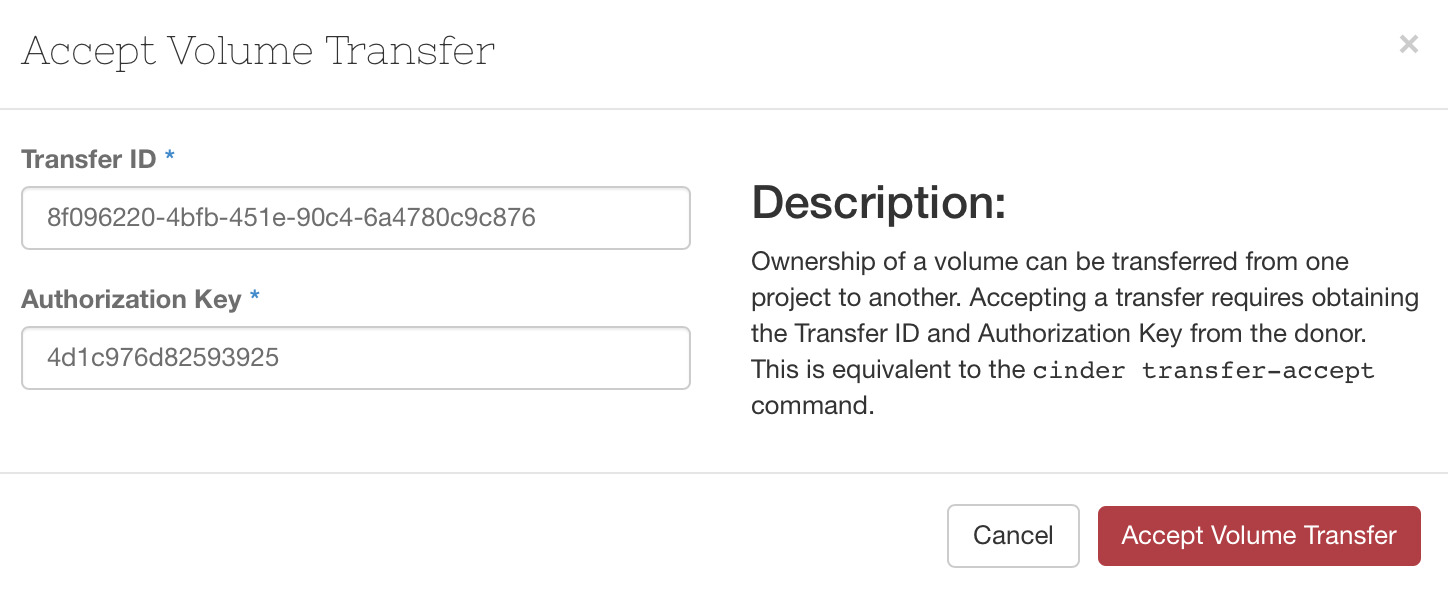 Accept Volume Transfer
×
Transfer ID *
8f096220-4bfb-451e-90c4-6a4780c9c876
Authorization Key *
4d1c976d82593925
Description:
Ownership of a volume can be transferred from one
project to another. Accepting a transfer requires obtaining
the Transfer ID and Authorization Key from the donor.
This is equivalent to the cinder transfer-accept
command.
Cancel
Accept Volume Transfer